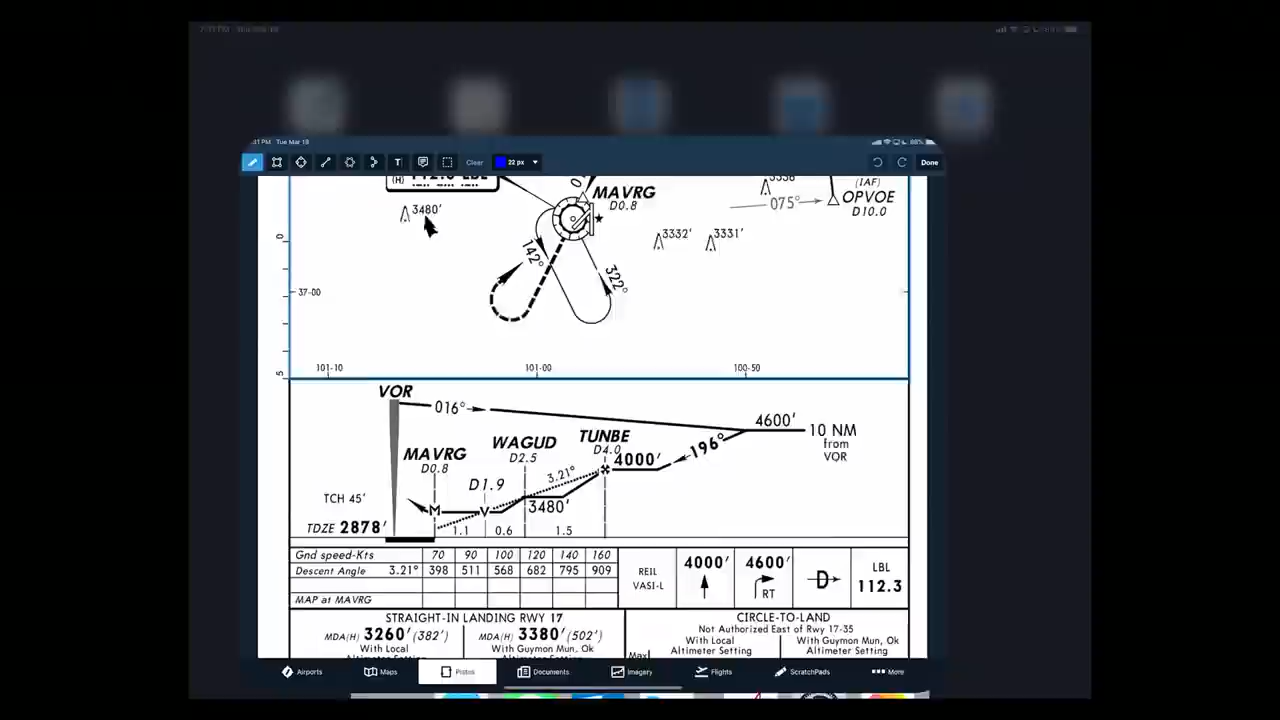 :31 PM Tue Mar 18
88%
T
Clear
22 px
Done
(H)
MAVRG
D0.8
3480'
142°
322°
3332'
3331'
075°
(IAF)
OPVOE
D10.0
37-00
101-10
101-00
100-50
VOR
016°
4600'
10 NM
from
VOR
196°
TUNBE
D4.0
4000'
WAGUD
D2.5
3.21°
MAVRG
D0.8
D1.9
3480'
TCH 45'
TDZE 2878'
M
V
1.1
0.6
1.5
Gnd speed-Kts 70 90 100 120 140 160
Descent Angle 3.21° 398 511 568 682 795 909
MAP at MAVRG
REIL
VASI-L
4000'
4600'
RT
D
LBL
112.3
STRAIGHT-IN LANDING RWY 17
MDA(H) 3260' (382')
With Local
MDA(H) 3380' (502')
With Guymon Mun, Ok
CIRCLE-TO-LAND
Not Authorized East of Rwy 17-35
With Local
Altimeter Setting
With Guymon Mun, Ok
Altimeter Setting
Airports
Maps
Plates
Documents
Imagery
Flights
ScratchPads
More